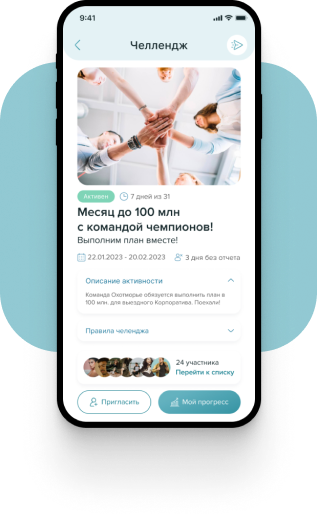 9:41
Челлендж
Активен
7 дней из 31
Месяц до 100 млн
с командой чемпионов!
Выполним план вместе!
22.01.2023 - 20.02.2023
3 дня без отчета
Описание активности
Команда Охотморье обязуется выполнить план в
100 млн. для выездного Корпоратива. Поехали!
Правила челенджа
24 участника
Перейти к списку
Пригласить
Мой прогресс